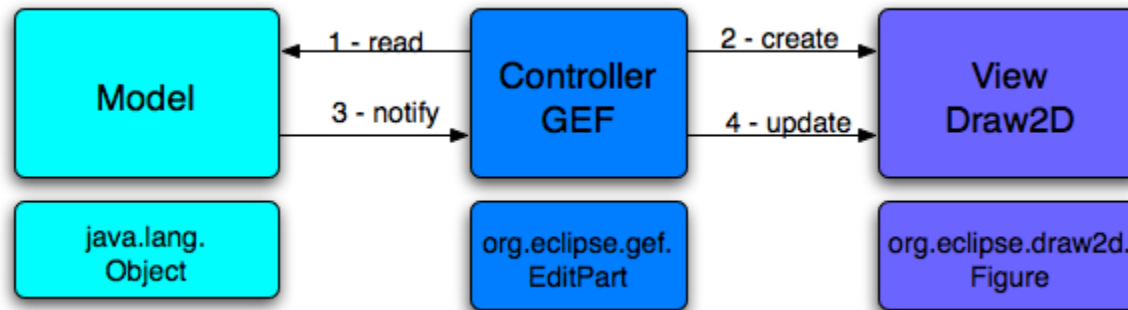 Model
1 - read
3 - notify
Controller
GEF
2 - create
4 - update
View
Draw2D
java.lang.
Object
org.eclipse.gef.
EditPart
org.eclipse.draw2d.
Figure